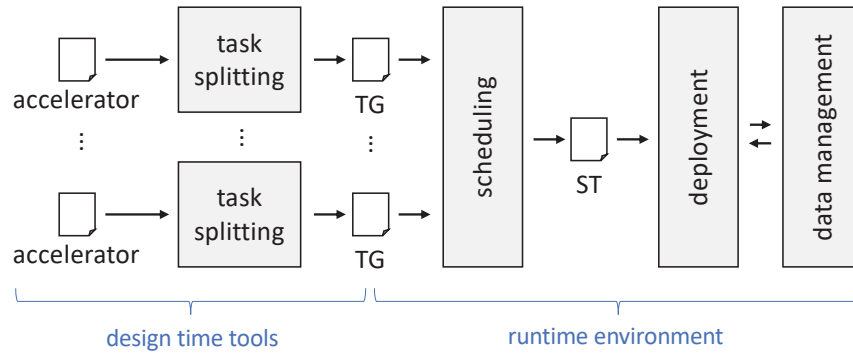 task
splitting
accelerator
TG
...
...
...
task
splitting
accelerator
TG
scheduling
ST
deployment
data management
design time tools
runtime environment